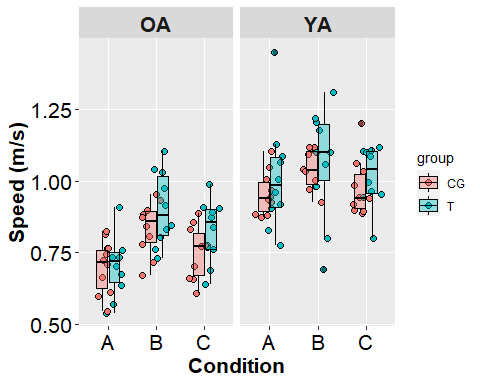 OA YA
Speed (m/s)
1.25
1.00
0.75
0.50
A B C A B C
Condition
group
CG
T